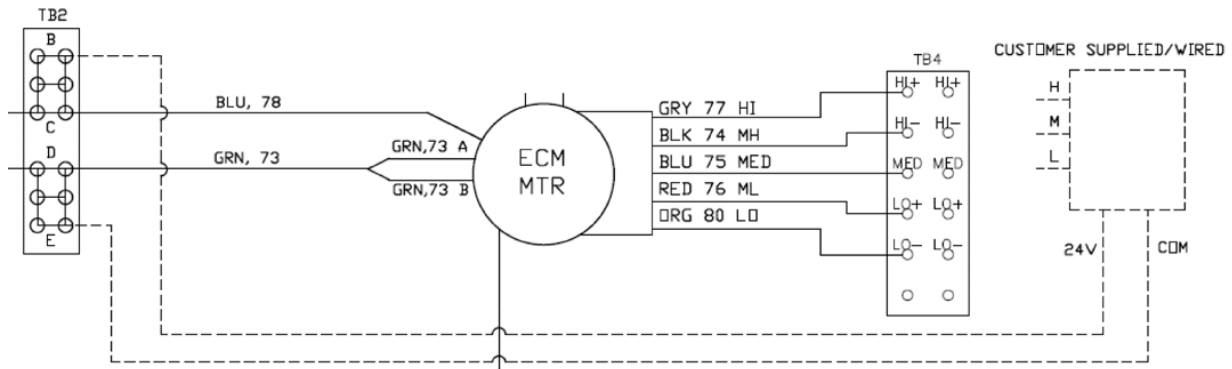 TB2
B
C
D
E
BLU, 78
GRN, 73
GRN,73 A
GRN,73 B
ECM
MTR
GRY 77 HI
BLK 74 MH
BLU 75 MED
RED 76 ML
ORG 80 LO
TB4
HI+ HI+
HI- HI-
MED MED
LO+ LO+
LO- LO-
CUSTOMER SUPPLIED/WIRED
H
M
L
24V
COM